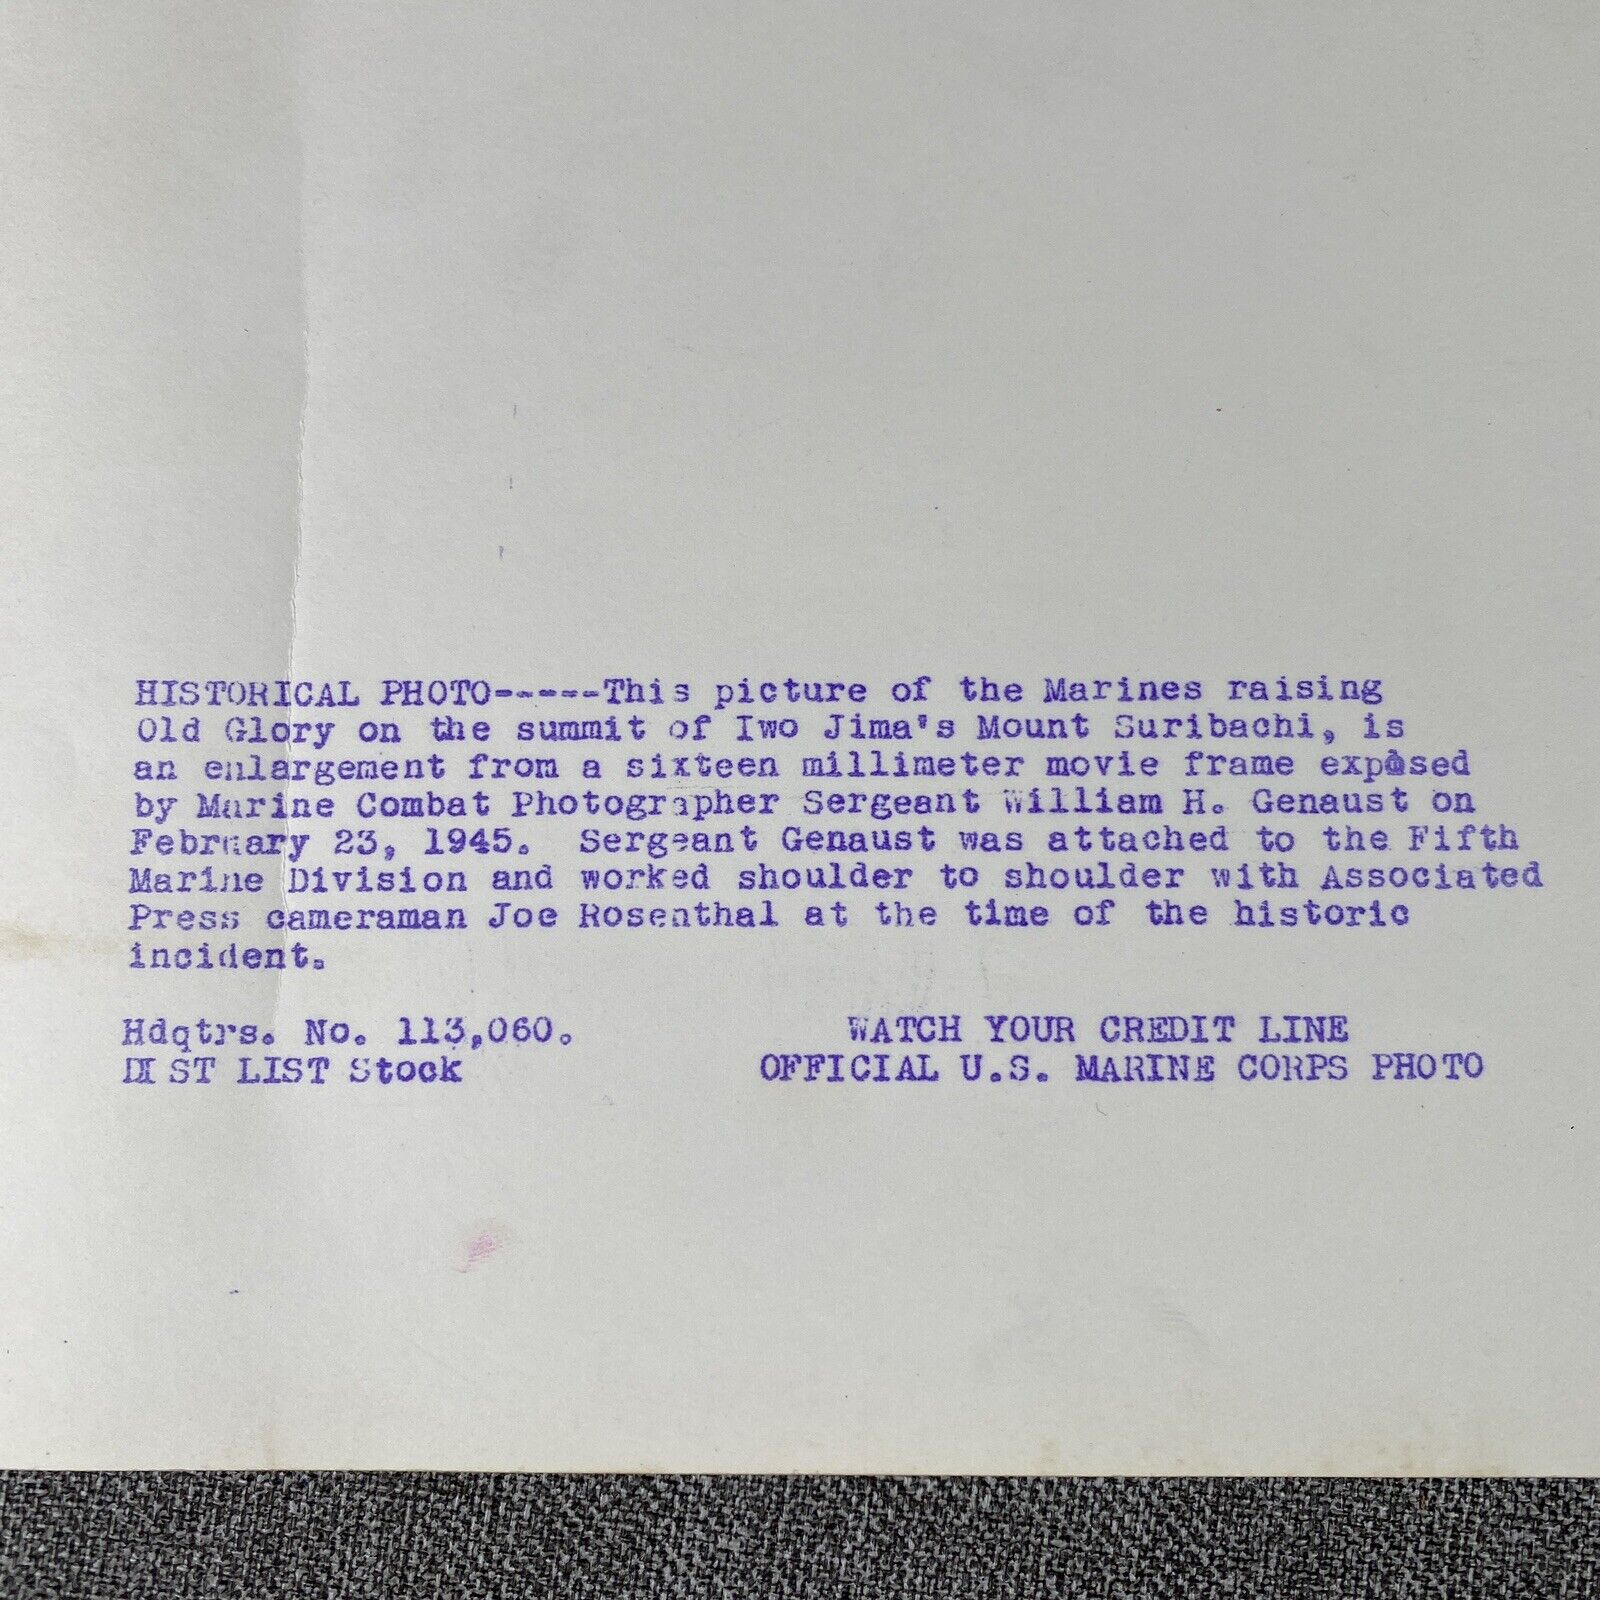 HISTORICAL PHOTO-----This picture of the Marines raising
Old Glory on the summit of Iwo Jima's Mount Suribachi, is
an enlargement from a sixteen millimeter movie frame exposed
by Marine Combat Photographer Sergeant William H. Genaust on
February 23, 1945. Sergeant Genaust was attached to the Fifth
Marine Division and worked shoulder to shoulder with Associated
Press cameraman Joe Rosenthal at the time of the historic
incident.
Hdqtrs. No. 113,060.
DIST LIST Stock
WATCH YOUR CREDIT LINE
OFFICIAL U.S. MARINE CORPS PHOTO